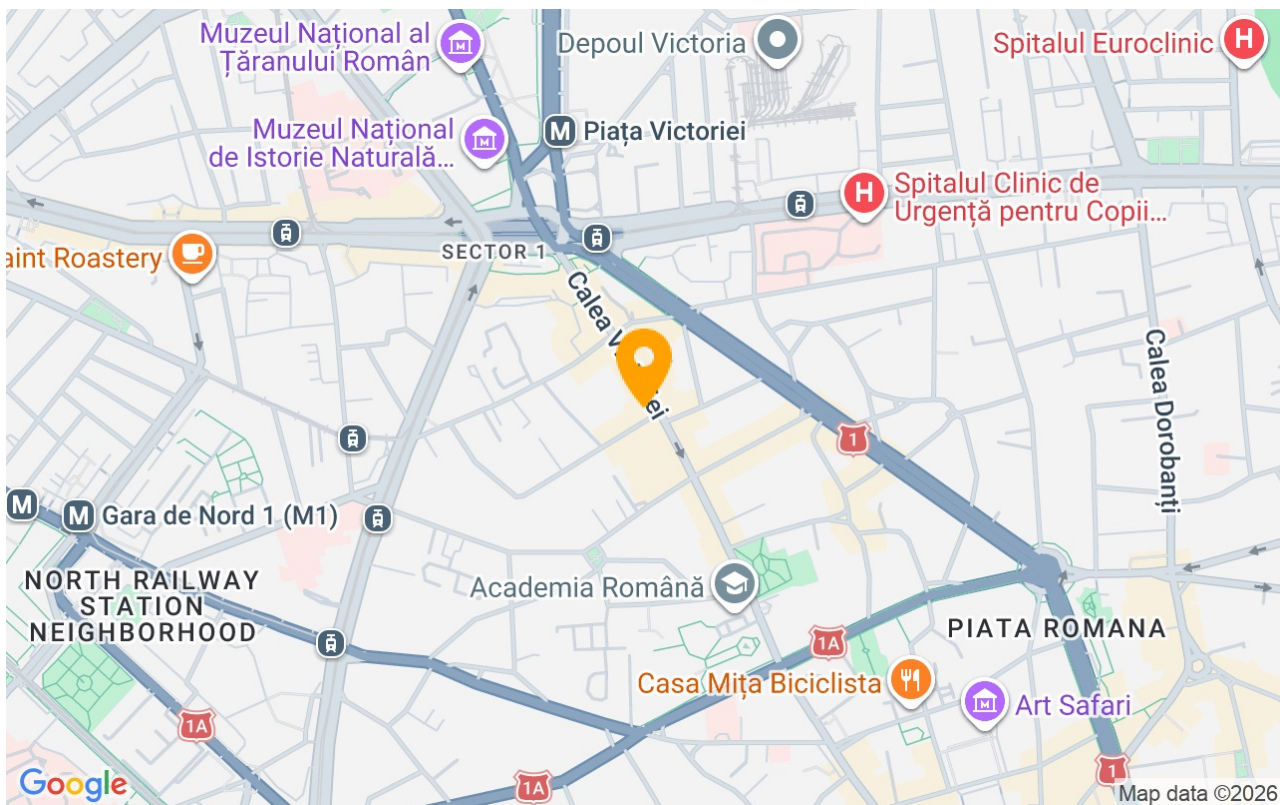 Muzeul Național al
Țăranului Român
Depoul Victoria
Spitalul Euroclinic
H
Muzeul Național
de Istorie Naturală...
M
Piața Victoriei
H
Spitalul Clinic de
Urgență pentru Copii...
aint Roastery
SECTOR 1
Calea V
iei
Calea Dorobanți
1
M
M
Gara de Nord 1 (M1)
NORTH RAILWAY
STATION
NEIGHBORHOOD
Academia Română
1A
PIATA ROMANA
Casa Mița Biciclista
Art Safari
1A
1A
1
Google
Map data ©2026